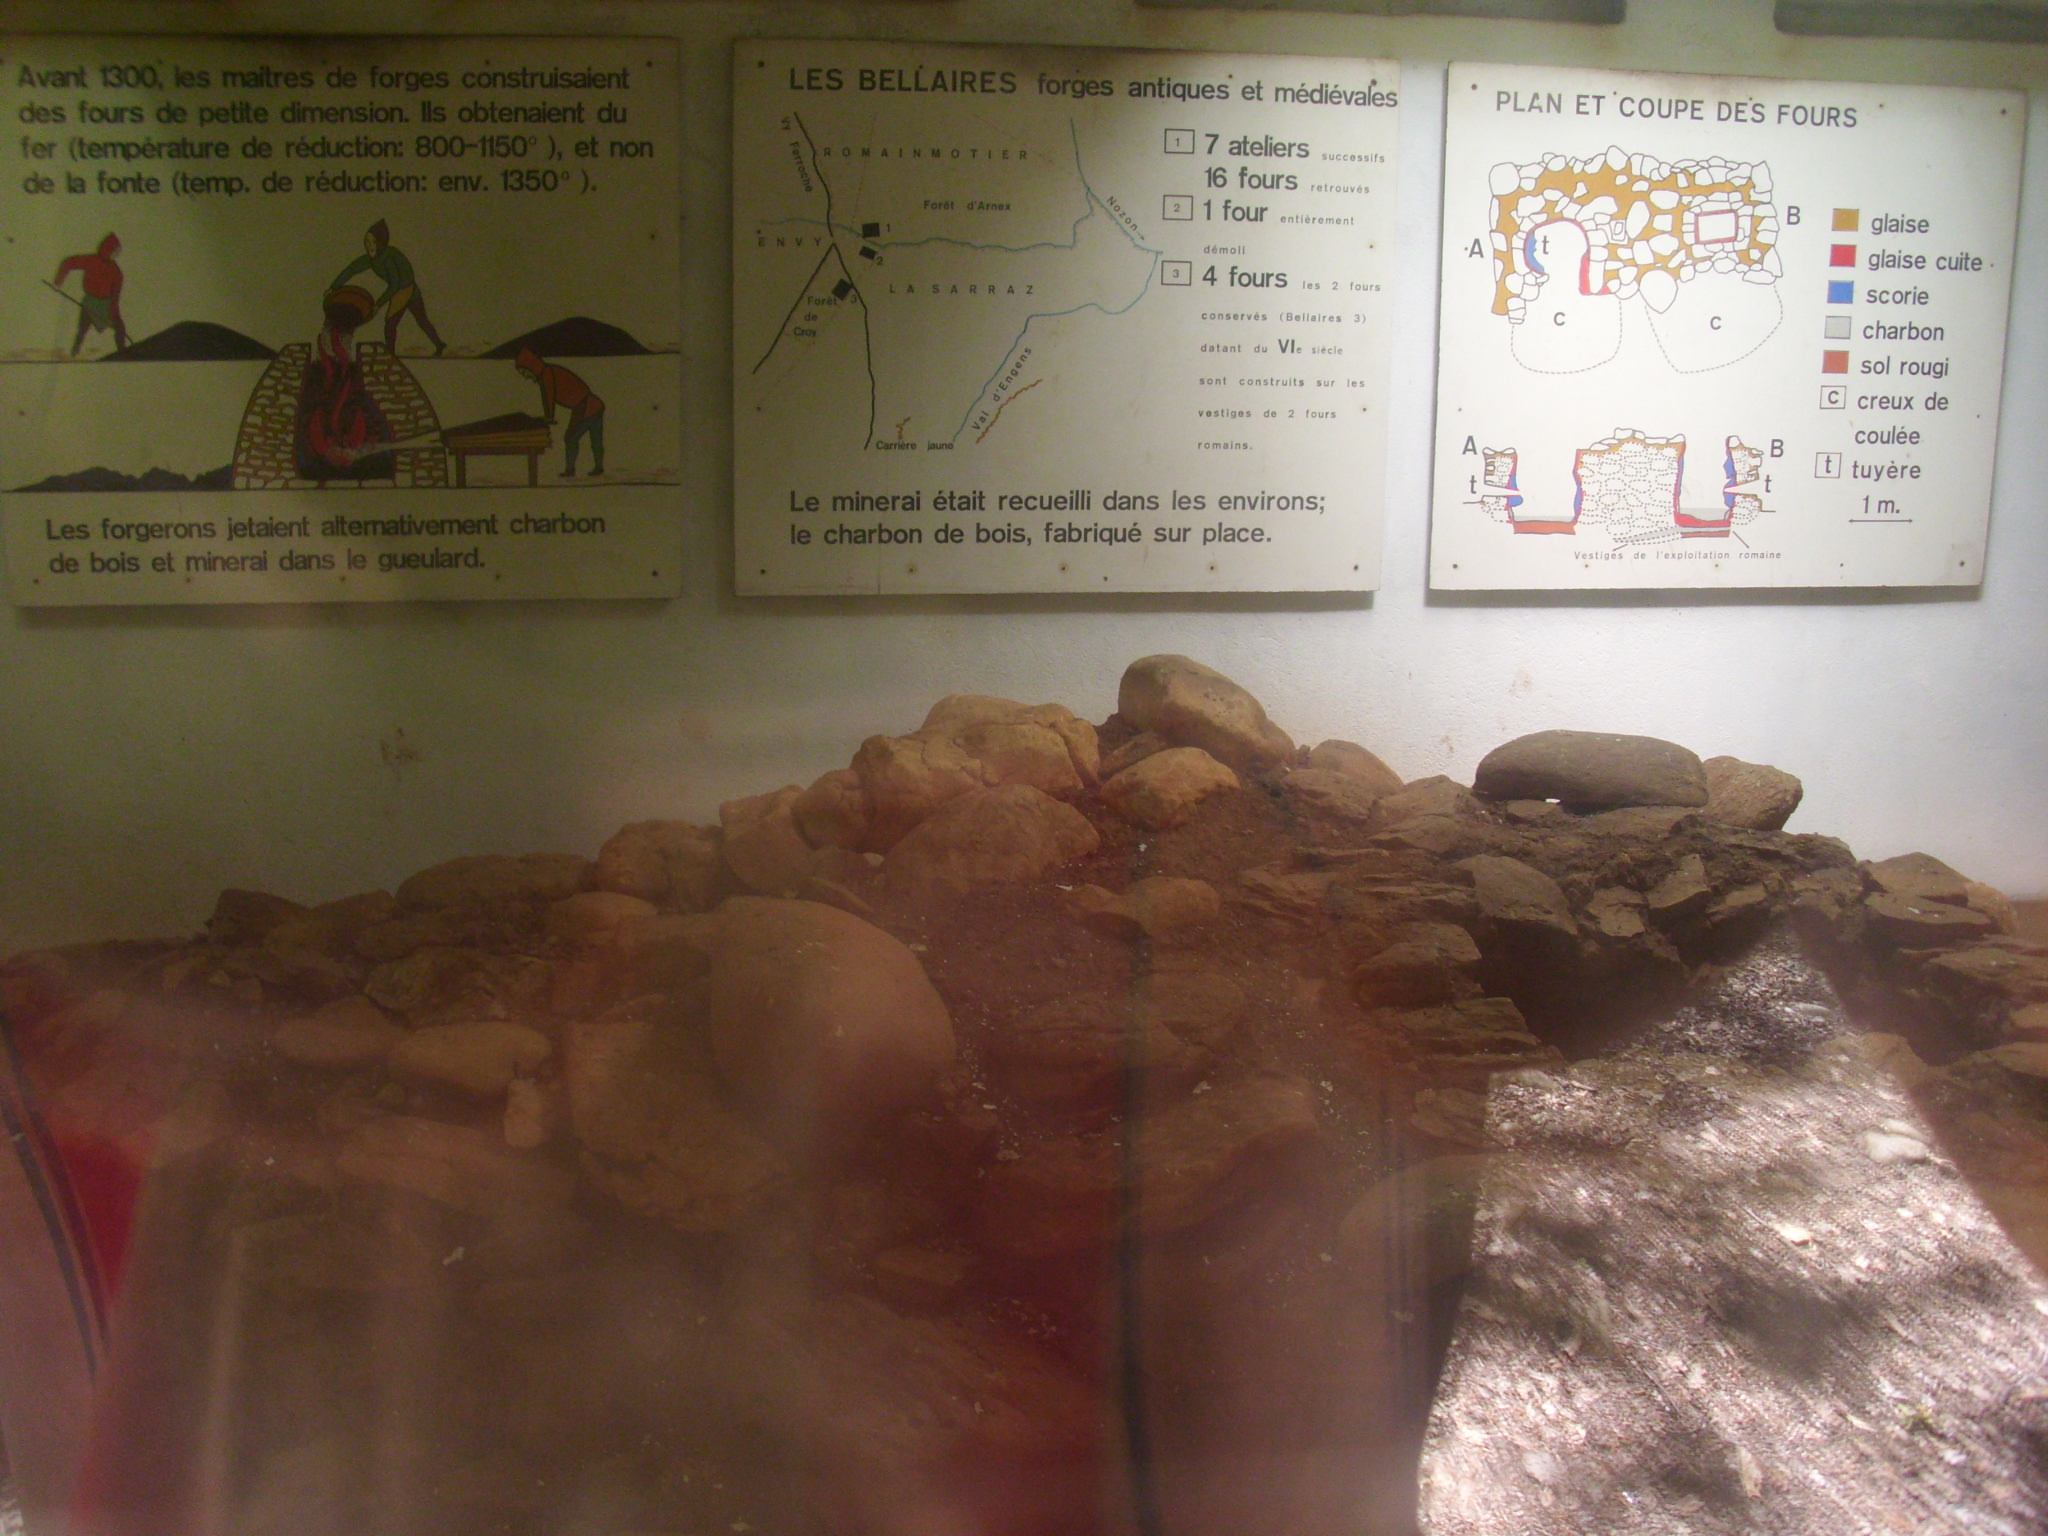 Avant 1300, les maîtres de forges construisaient
des fours de petite dimension. Ils obtenaient du
fer (température de réduction: 800-1150° ), et non
de la fonte (temp. de réduction: env. 1350° ).
Les forgerons jetaient alternativement charbon
de bois et minerai dans le gueulard.
LES BELLAIRES forges antiques et médiévales
Vy Ferroche
ROMAINMOTIER
Forêt d'Arnex
Nozon→
ENVY
1
2
LA SARRAZ
3
Forêt
de
Croy
Val d'Engens
Carrière jaune
1 7 ateliers successifs
16 fours retrouvés
2 1 four entièrement
démoli
3 4 fours les 2 fours
conservés (Bellaires 3)
datant du VIe siècle
sont construits sur les
vestiges de 2 fours
romains.
Le minerai était recueilli dans les environs;
le charbon de bois, fabriqué sur place.
PLAN ET COUPE DES FOURS
A
t
B
c
c
A
B
t
t
Vestiges de l'exploitation romaine
glaise
glaise cuite
scorie
charbon
sol rougi
c creux de
coulée
t tuyère
1 m.